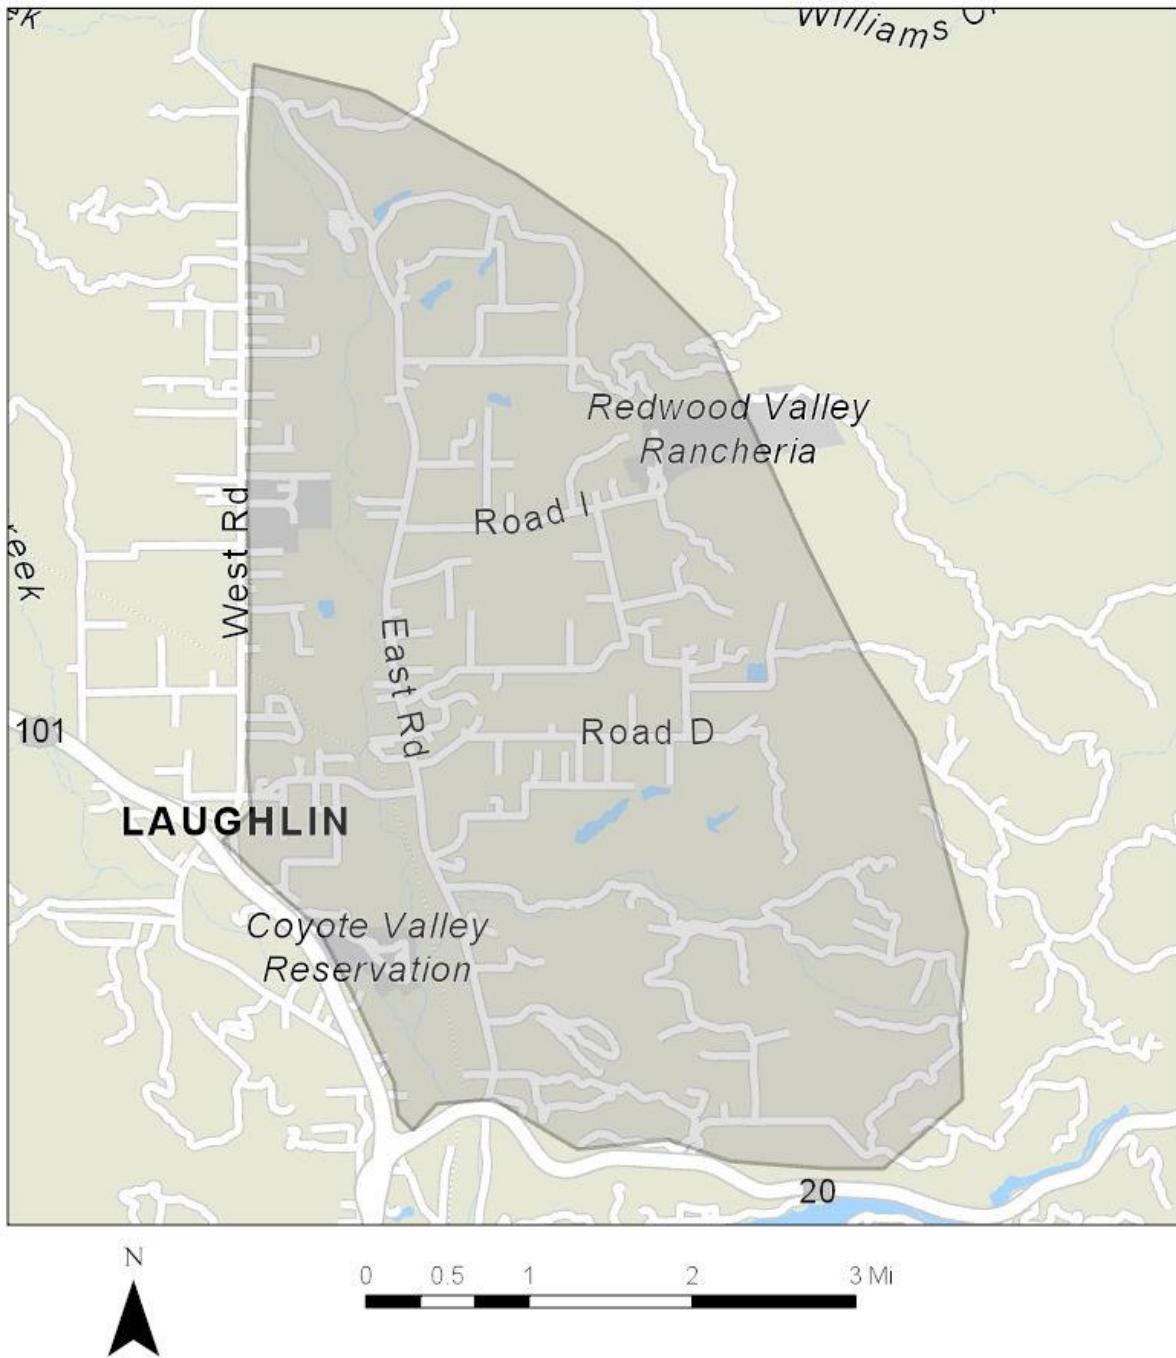 Williams
Redwood Valley
Rancheria
Road I
West Rd
reek
East Rd
Road D
101
LAUGHLIN
Coyote Valley
Reservation
20
N
0 0.5 1 2 3 Mi